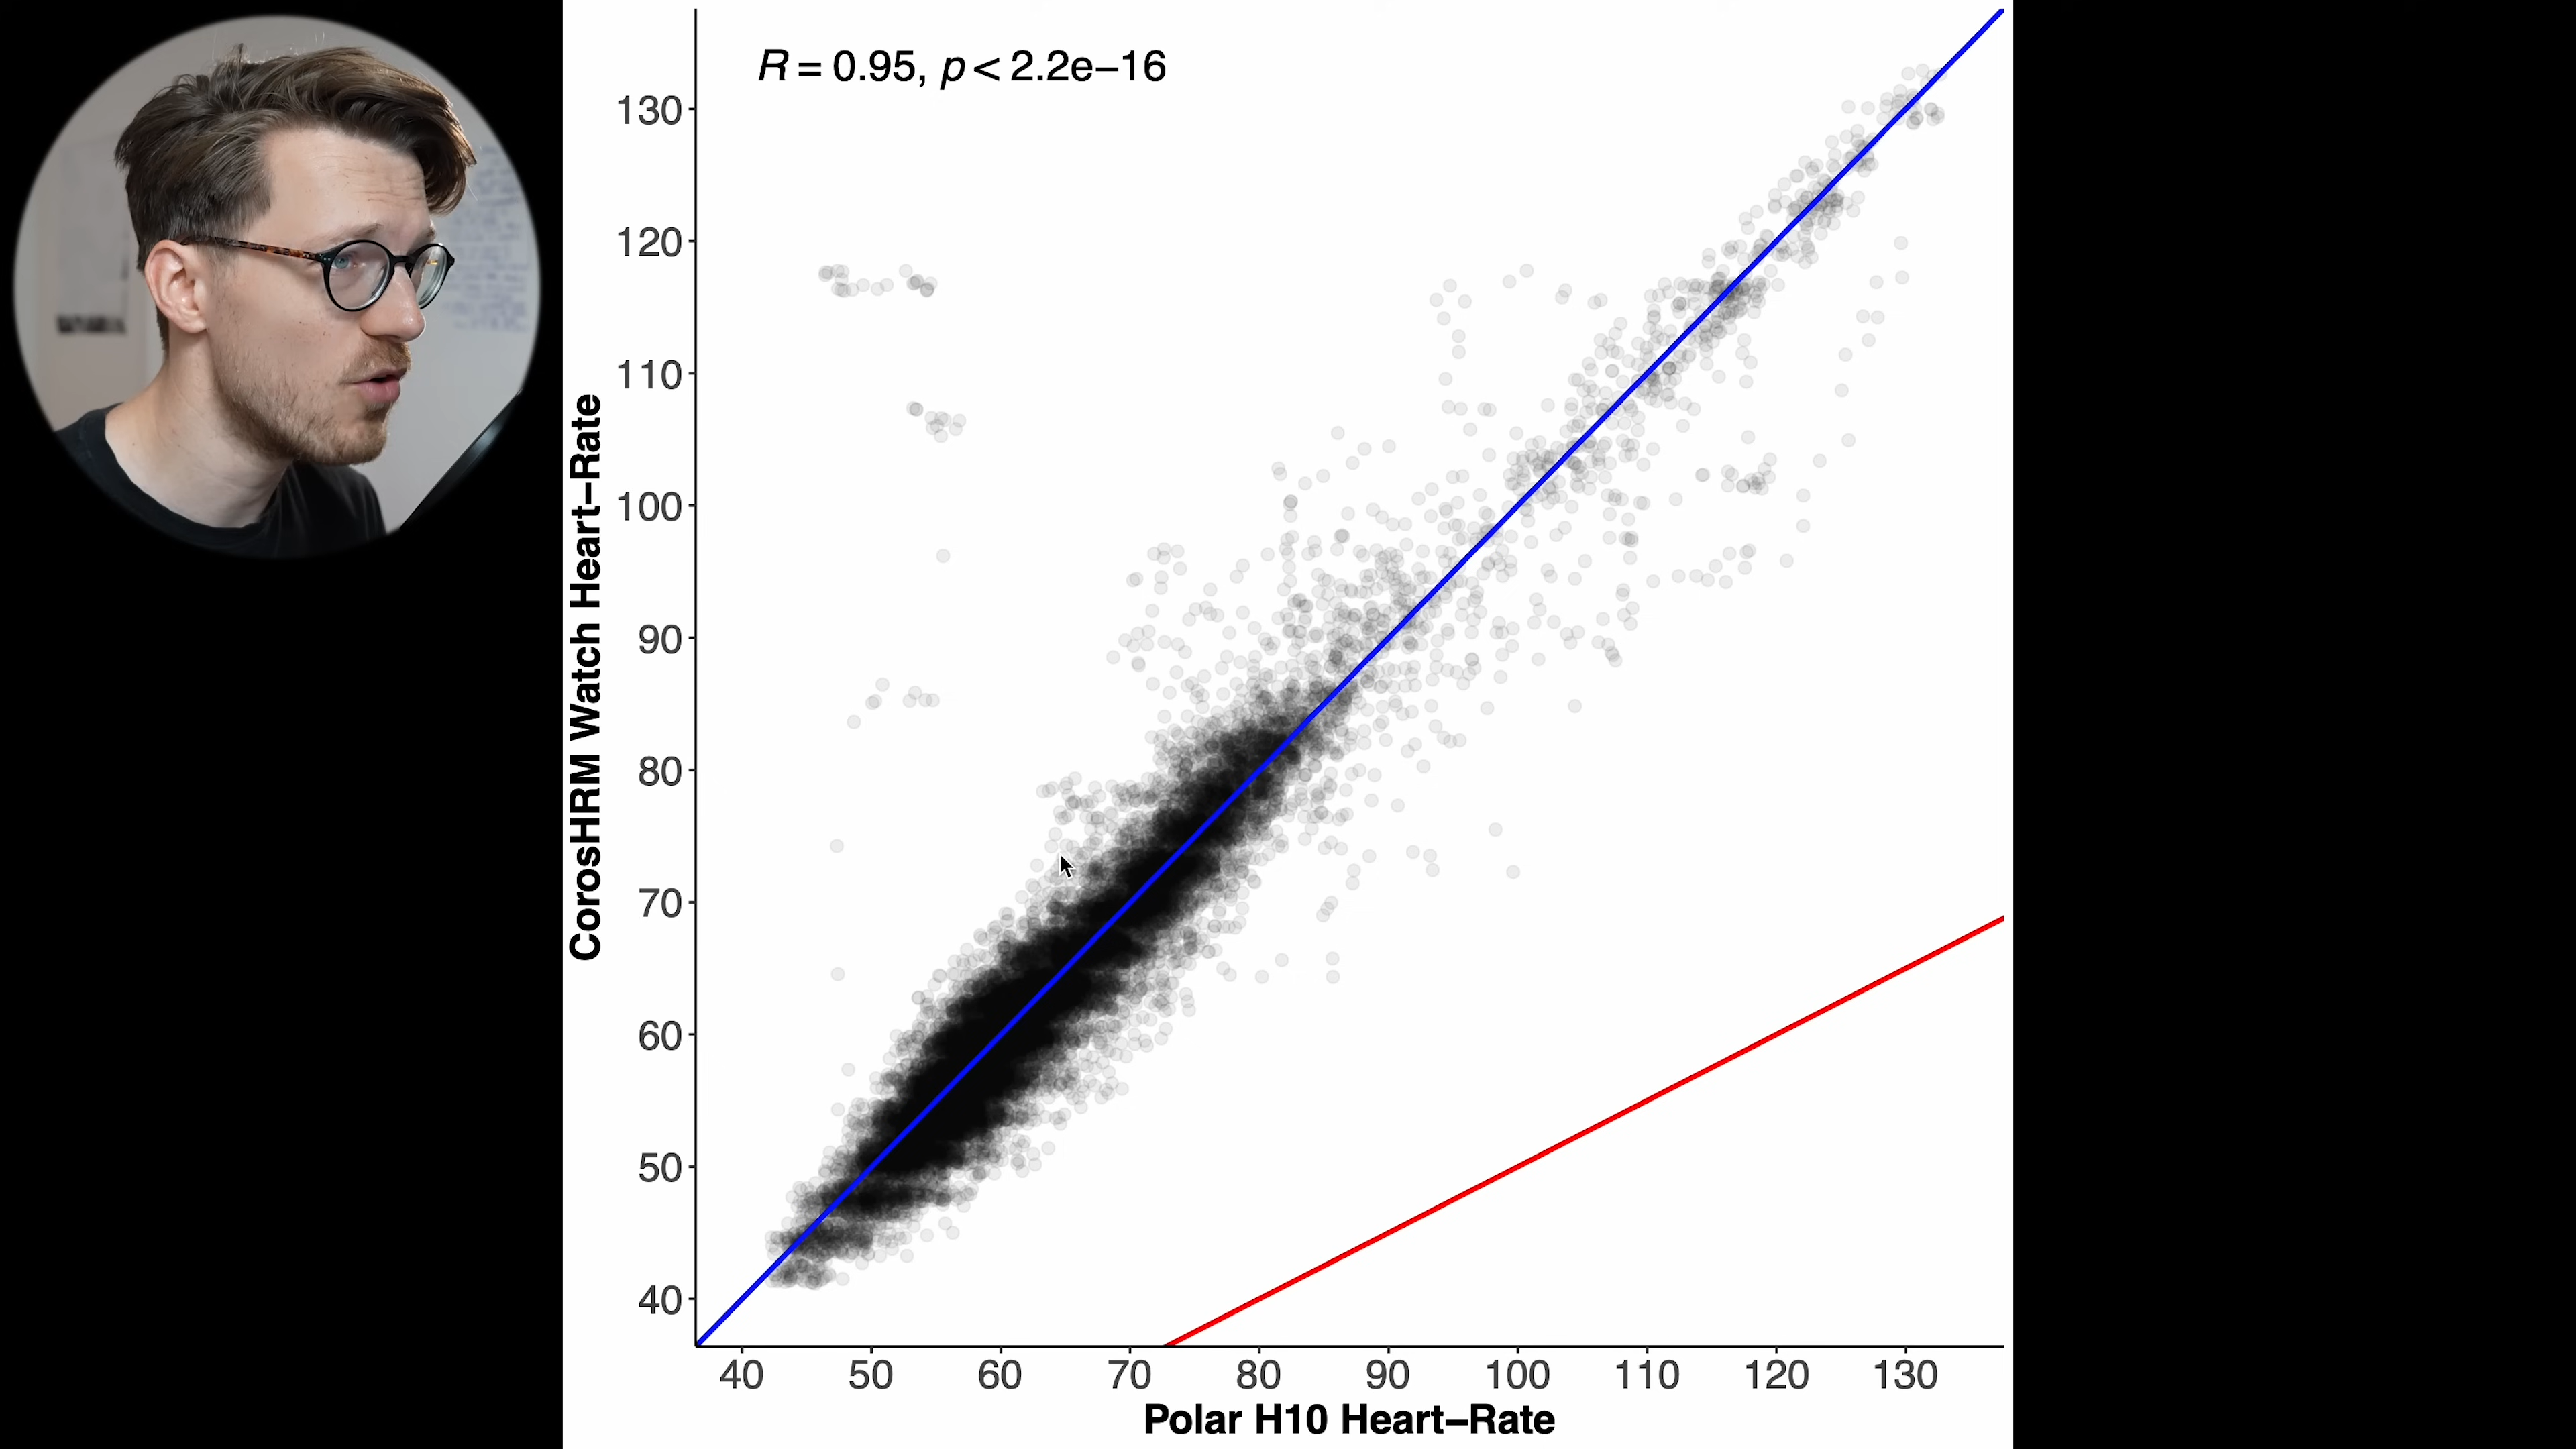 R = 0.95, p < 2.2e−16
130
120
110
100
90
80
70
60
50
40
CorosHRM Watch Heart−Rate
40 50 60 70 80 90 100 110 120 130
Polar H10 Heart−Rate